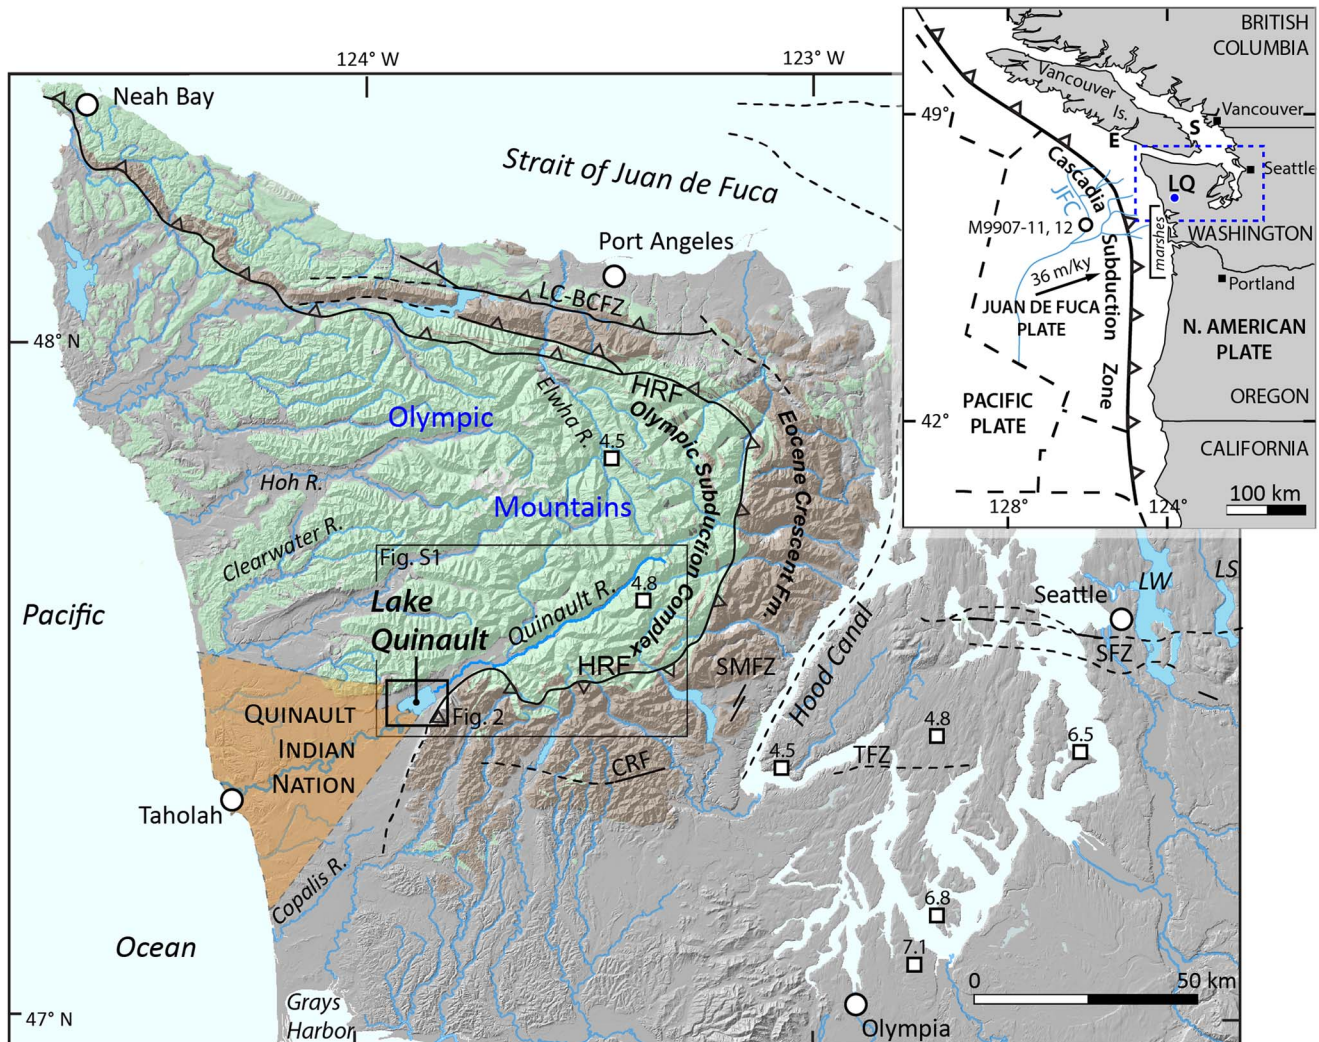 124° W
123° W
Neah Bay
Strait of Juan de Fuca
Port Angeles
LC-BCFZ
48° N
HRF
Elwha R.
Olympic
4.5
Olympic Subduction Complex
Eocene Crescent Fm.
Hoh R.
Mountains
Clearwater R.
Fig. S1
4.8
Lake
Quinault
Quinault R.
Pacific
HRF
SMFZ
Hood Canal
Seattle
LW
LS
SFZ
Fig. 2
QUINAULT
INDIAN
NATION
4.8
6.5
4.5
TFZ
CRF
Taholah
Copalis R.
6.8
Ocean
7.1
0
50 km
Grays
Harbor
47° N
Olympia
BRITISH
COLUMBIA
Vancouver
Is.
Vancouver
49°
S
E
Cascadia
Subduction
Zone
JFC
LQ
Seattle
M9907-11, 12
marshes
WASHINGTON
36 m/ky
Portland
JUAN DE FUCA
PLATE
N. AMERICAN
PLATE
PACIFIC
PLATE
OREGON
42°
CALIFORNIA
100 km
128°
124°